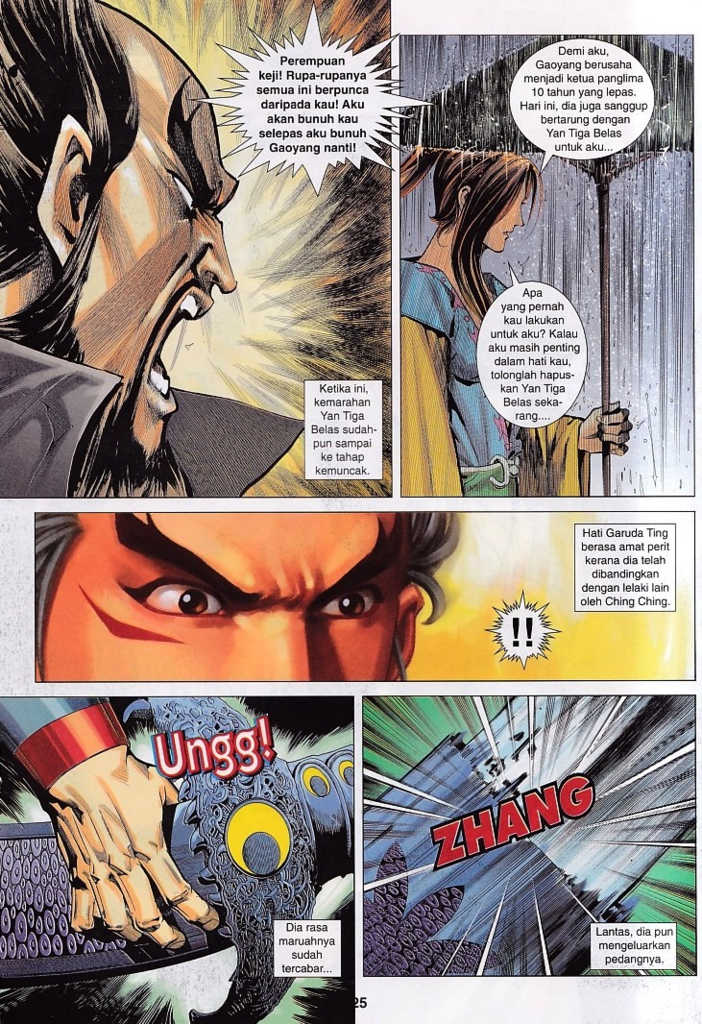 Perempuan
keji! Rupa-rupanya
semua ini berpunca
daripada kau! Aku
akan bunuh kau
selepas aku bunuh
Gaoyang nanti!
Ketika ini,
kemarahan
Yan Tiga
Belas sudah-
pun sampai
ke tahap
kemuncak.
Demi aku,
Gaoyang berusaha
menjadi ketua panglima
10 tahun yang lepas.
Hari ini, dia juga sanggup
bertarung dengan
Yan Tiga Belas
untuk aku...
Apa
yang pernah
kau lakukan
untuk aku? Kalau
aku masih penting
dalam hati kau,
tolonglah hapus-
kan Yan Tiga
Belas seka-
rang....
Hati Garuda Ting
berasa amat perit
kerana dia telah
dibandingkan
dengan lelaki lain
oleh Ching Ching.
!!
Ungg!
Dia rasa
maruahnya
sudah
tercabar...
ZHANG
Lantas, dia pun
mengeluarkan
pedangnya.
25